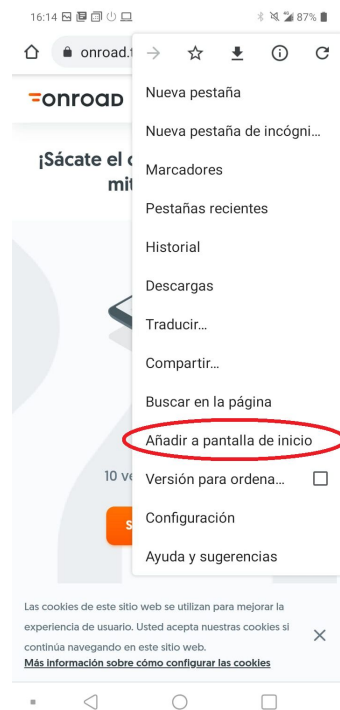 16:14
87%
onroad.
onroad
¡Sácate el
Nueva pestaña
Nueva pestaña de incógni...
Marcadores
Pestañas recientes
Historial
Descargas
Traducir...
Compartir...
Buscar en la página
Añadir a pantalla de inicio
10
Versión para ordena...
Configuración
S
Ayuda y sugerencias
Las cookies de este sitio web se utilizan para mejorar la
experiencia de usuario. Usted acepta nuestras cookies si
continúa navegando en este sitio web.
Más información sobre cómo configurar las cookies